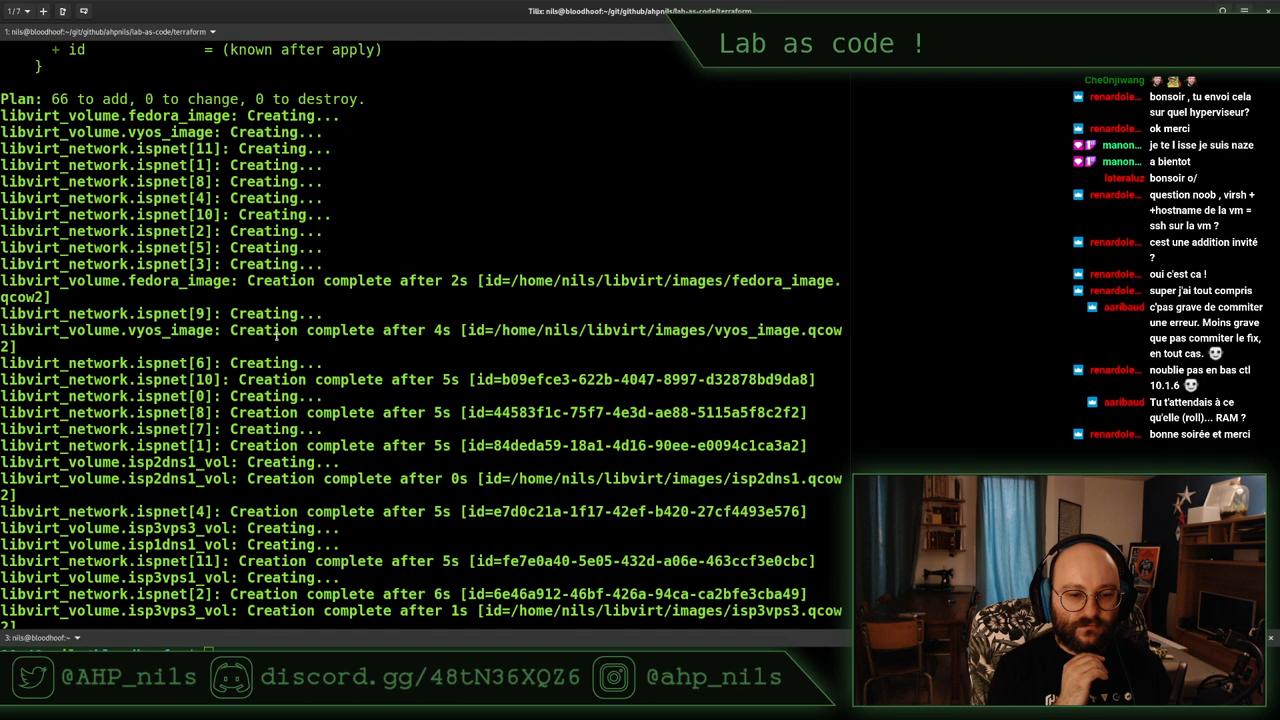 1/7
Tilix: nils@bloodhoof:~/git/github/ahpnils/lab-as-code/terraform
1: nils@bloodhoof:~/git/github/ahpnils/lab-as-code/terraform
Lab as code !
+ id = (known after apply)
}
Plan: 66 to add, 0 to change, 0 to destroy.
libvirt_volume.fedora_image: Creating...
libvirt_volume.vyos_image: Creating...
libvirt_network.ispnet[11]: Creating...
libvirt_network.ispnet[1]: Creating...
libvirt_network.ispnet[8]: Creating...
libvirt_network.ispnet[4]: Creating...
libvirt_network.ispnet[10]: Creating...
libvirt_network.ispnet[2]: Creating...
libvirt_network.ispnet[5]: Creating...
libvirt_network.ispnet[3]: Creating...
libvirt_volume.fedora_image: Creation complete after 2s [id=/home/nils/libvirt/images/fedora_image.
qcow2]
libvirt_network.ispnet[9]: Creating...
libvirt_volume.vyos_image: Creation complete after 4s [id=/home/nils/libvirt/images/vyos_image.qcow
2]
libvirt_network.ispnet[6]: Creating...
libvirt_network.ispnet[10]: Creation complete after 5s [id=b09efce3-622b-4047-8997-d32878bd9da8]
libvirt_network.ispnet[0]: Creating...
libvirt_network.ispnet[8]: Creation complete after 5s [id=44583f1c-75f7-4e3d-ae88-5115a5f8c2f2]
libvirt_network.ispnet[7]: Creating...
libvirt_network.ispnet[1]: Creation complete after 5s [id=84deda59-18a1-4d16-90ee-e0094c1ca3a2]
libvirt_volume.isp2dns1_vol: Creating...
libvirt_volume.isp2dns1_vol: Creation complete after 0s [id=/home/nils/libvirt/images/isp2dns1.qcow
2]
libvirt_network.ispnet[4]: Creation complete after 5s [id=e7d0c21a-1f17-42ef-b420-27cf4493e576]
libvirt_volume.isp3vps3_vol: Creating...
libvirt_volume.isp1dns1_vol: Creating...
libvirt_network.ispnet[11]: Creation complete after 5s [id=fe7e0a40-5e05-432d-a06e-463ccf3e0cbc]
libvirt_volume.isp3vps1_vol: Creating...
libvirt_network.ispnet[2]: Creation complete after 6s [id=6e46a912-46bf-426a-94ca-ca2bfe3cba49]
libvirt_volume.isp3vps3_vol: Creation complete after 1s [id=/home/nils/libvirt/images/isp3vps3.qcow
2]
3: nils@bloodhoof:~
Che0njiwang
renardole... bonsoir , tu envoi cela
sur quel hyperviseur?
renardole... ok merci
manon... je te l isse je suis naze
manon... a bientot
lateraluz bonsoir o/
renardole... question noob , virsh +
+hostname de la vm =
ssh sur la vm ?
renardole... cest une addition invité
?
renardole... oui c'est ca !
renardole... super j'ai tout compris
aaribaud c'pas grave de commiter
une erreur. Moins grave
que pas commiter le fix,
en tout cas.
renardole... noublie pas en bas ctl
10.1.6
aaribaud Tu t'attendais à ce
qu'elle (roll)... RAM ?
renardole... bonne soirée et merci
@AHP_nils
discord.gg/48tN36XQZ6
@ahp_nils